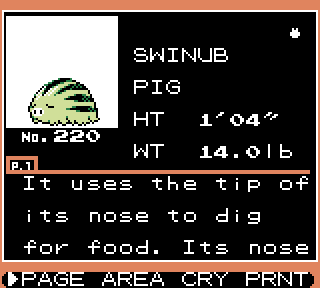 SWINUB
PIG
HT 1'04"
No.220
WT 14.0lb
P.1
It uses the tip of
its nose to dig
for food. Its nose
PAGE AREA CRY PRNT